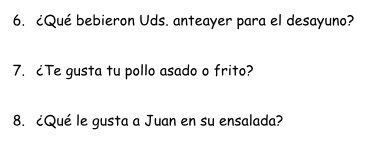 6. ¿Qué bebieron Uds. anteayer para el desayuno?
7. ¿Te gusta tu pollo asado o frito?
8. ¿Qué le gusta a Juan en su ensalada?